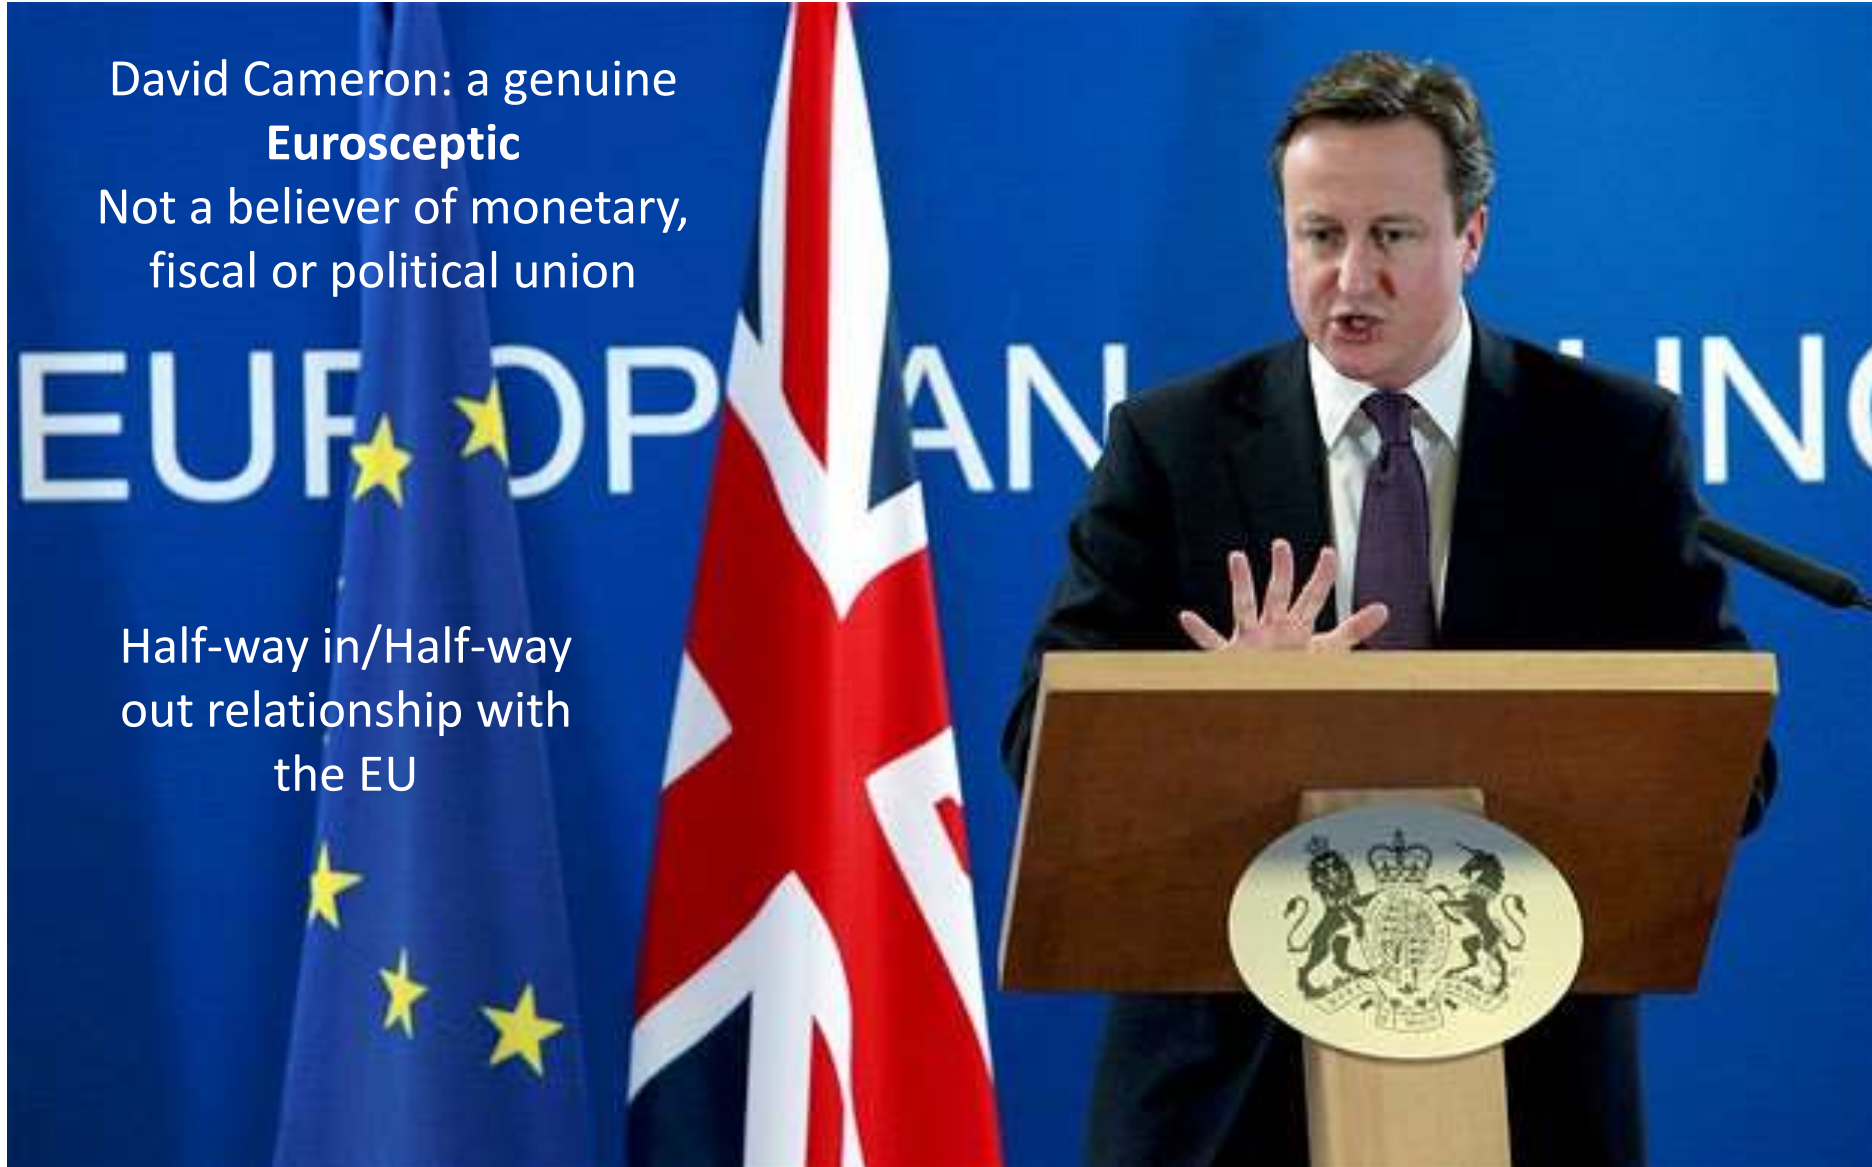 David Cameron: a genuine
Eurosceptic
Not a believer of monetary,
fiscal or political union
EUROPEAN
Half-way in/Half-way
out relationship with
the EU